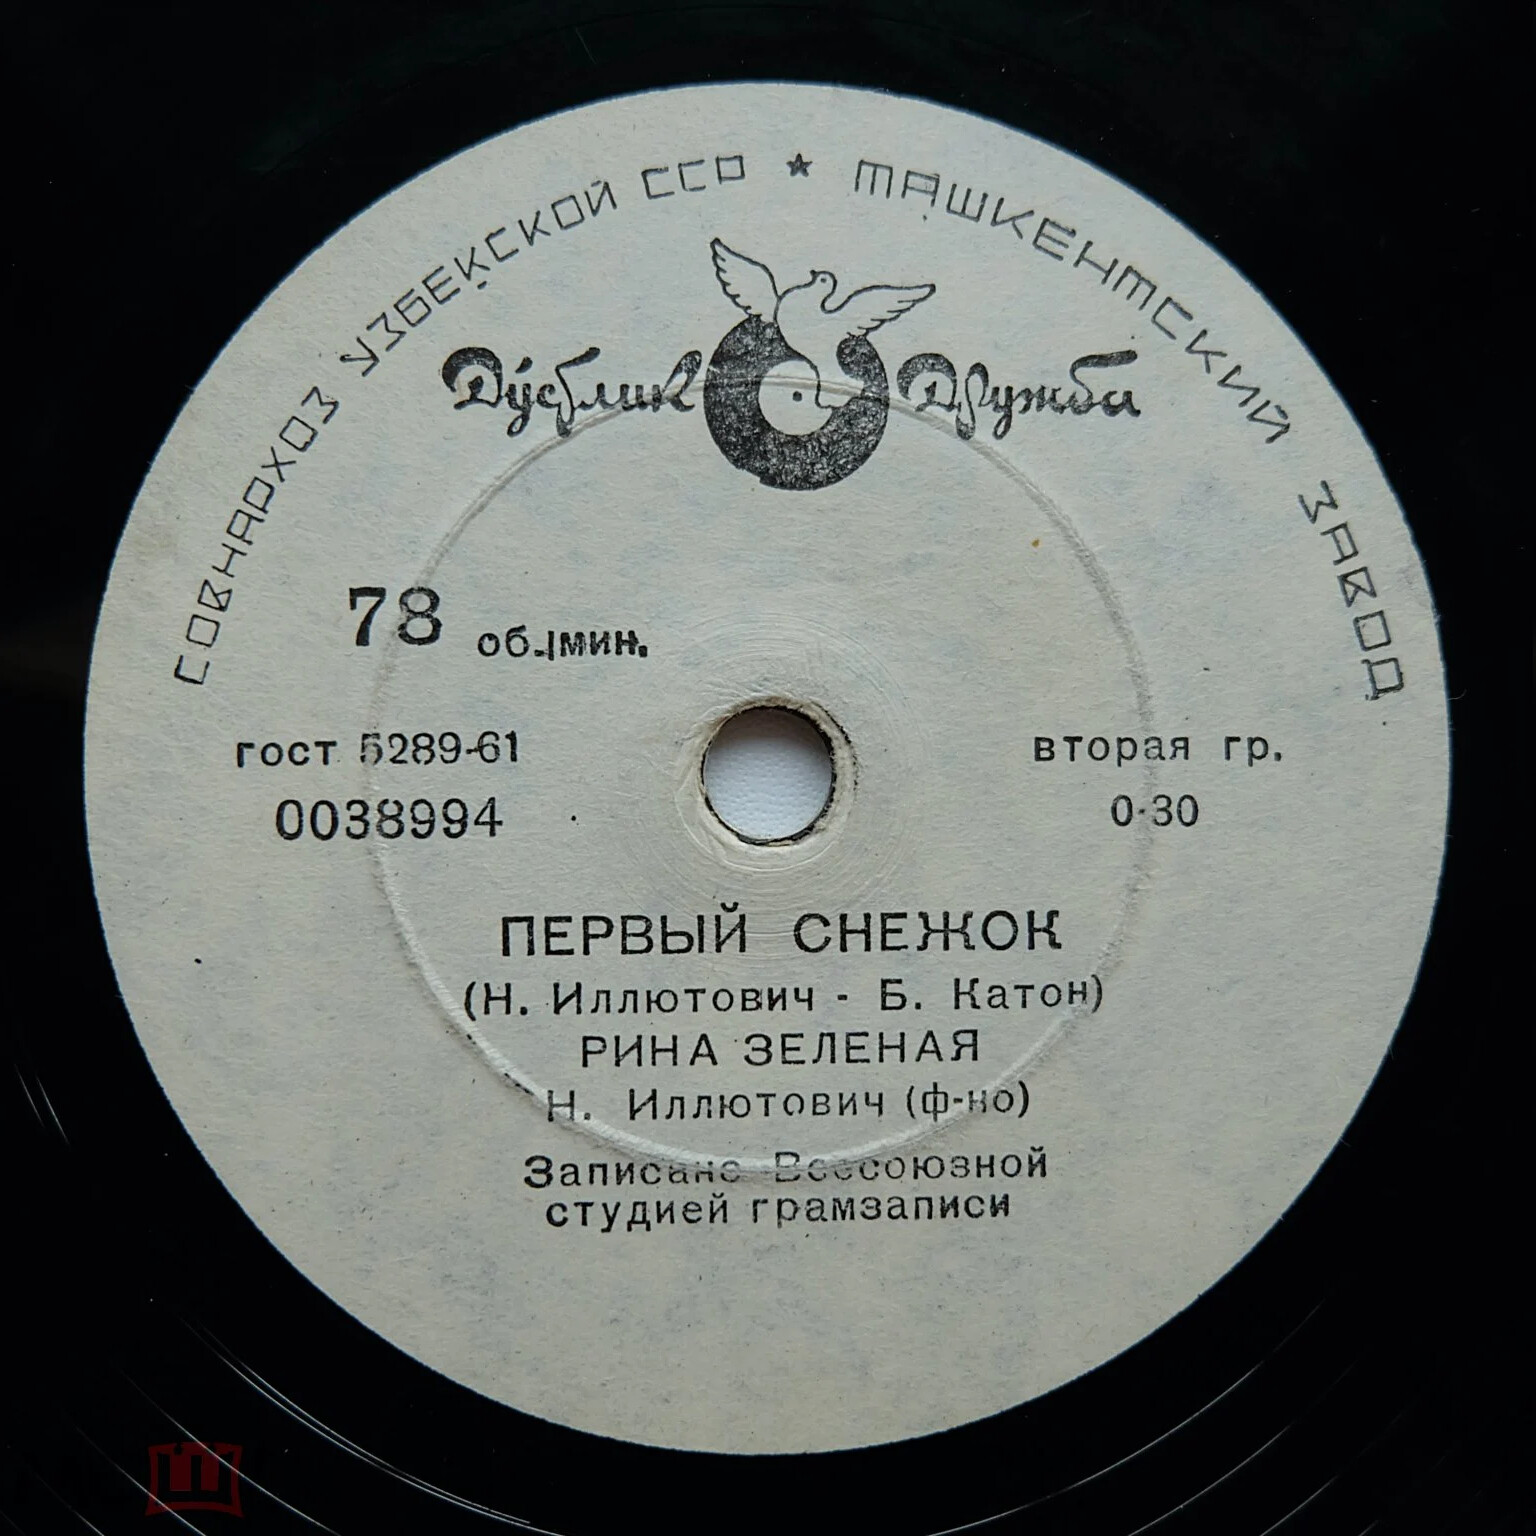 СОВНАРХОЗ УЗБЕКСКОЙ ССР ★ ТАШКЕНТСКИЙ ЗАВОД
Дӯслик Дружба
78 об./мин.
гост 5289-61
0038994
вторая гр.
0-30
ПЕРВЫЙ СНЕЖОК
(Н. Иллютович - Б. Катон)
РИНА ЗЕЛЕНАЯ
Н. Иллютович (ф-но)
Записано Всесоюзной
студией грамзаписи
Ш